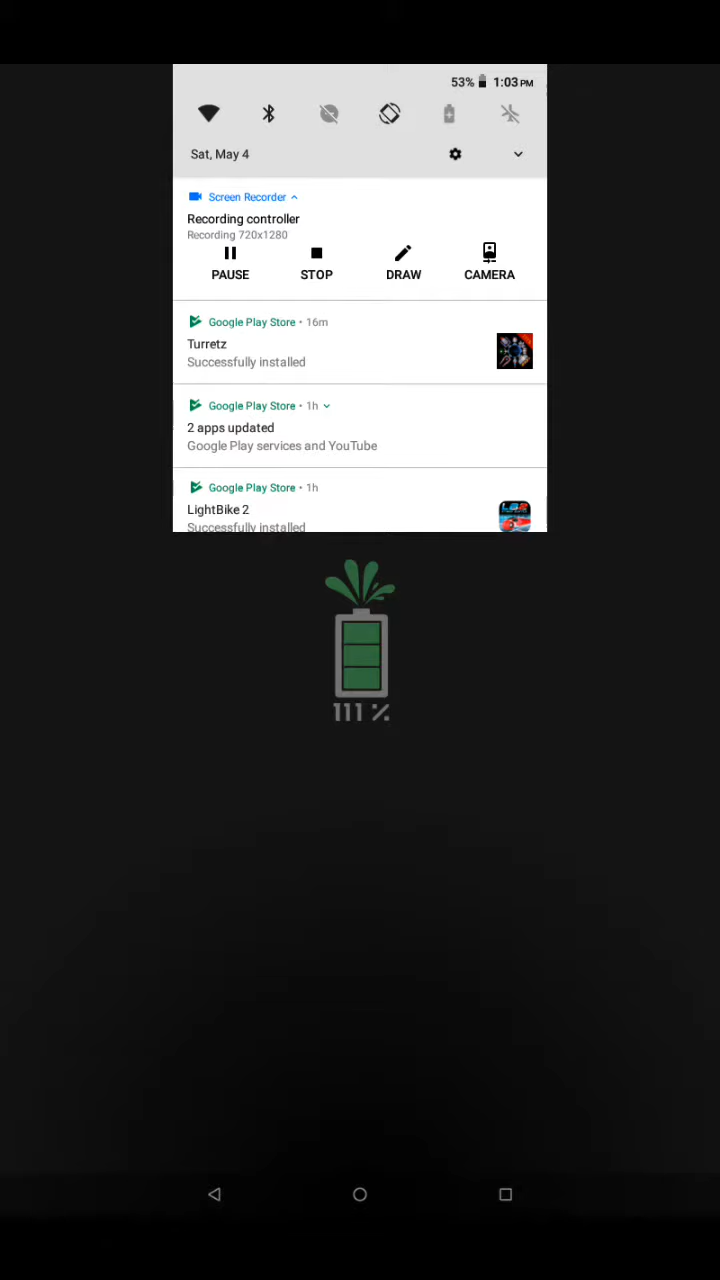 53% 1:03 PM
Sat, May 4
Screen Recorder
Recording controller
Recording 720x1280
PAUSE STOP DRAW CAMERA
Google Play Store • 16m
Turretz
Successfully installed
Google Play Store • 1h
2 apps updated
Google Play services and YouTube
Google Play Store • 1h
LightBike 2
Successfully installed
111 %